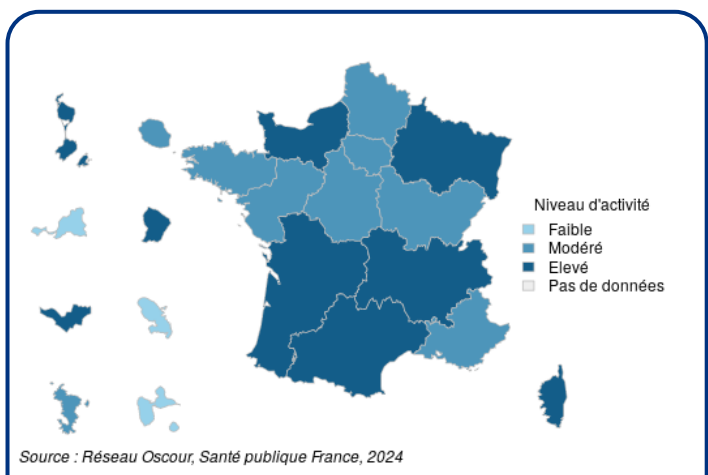 Niveau d'activité
Faible
Modéré
Elevé
Pas de données
Source : Réseau Oscour, Santé publique France, 2024